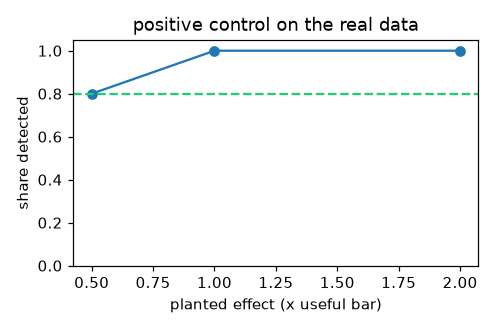 positive control on the real data
share detected
1.0
0.8
0.6
0.4
0.2
0.0
0.50 0.75 1.00 1.25 1.50 1.75 2.00
planted effect (x useful bar)